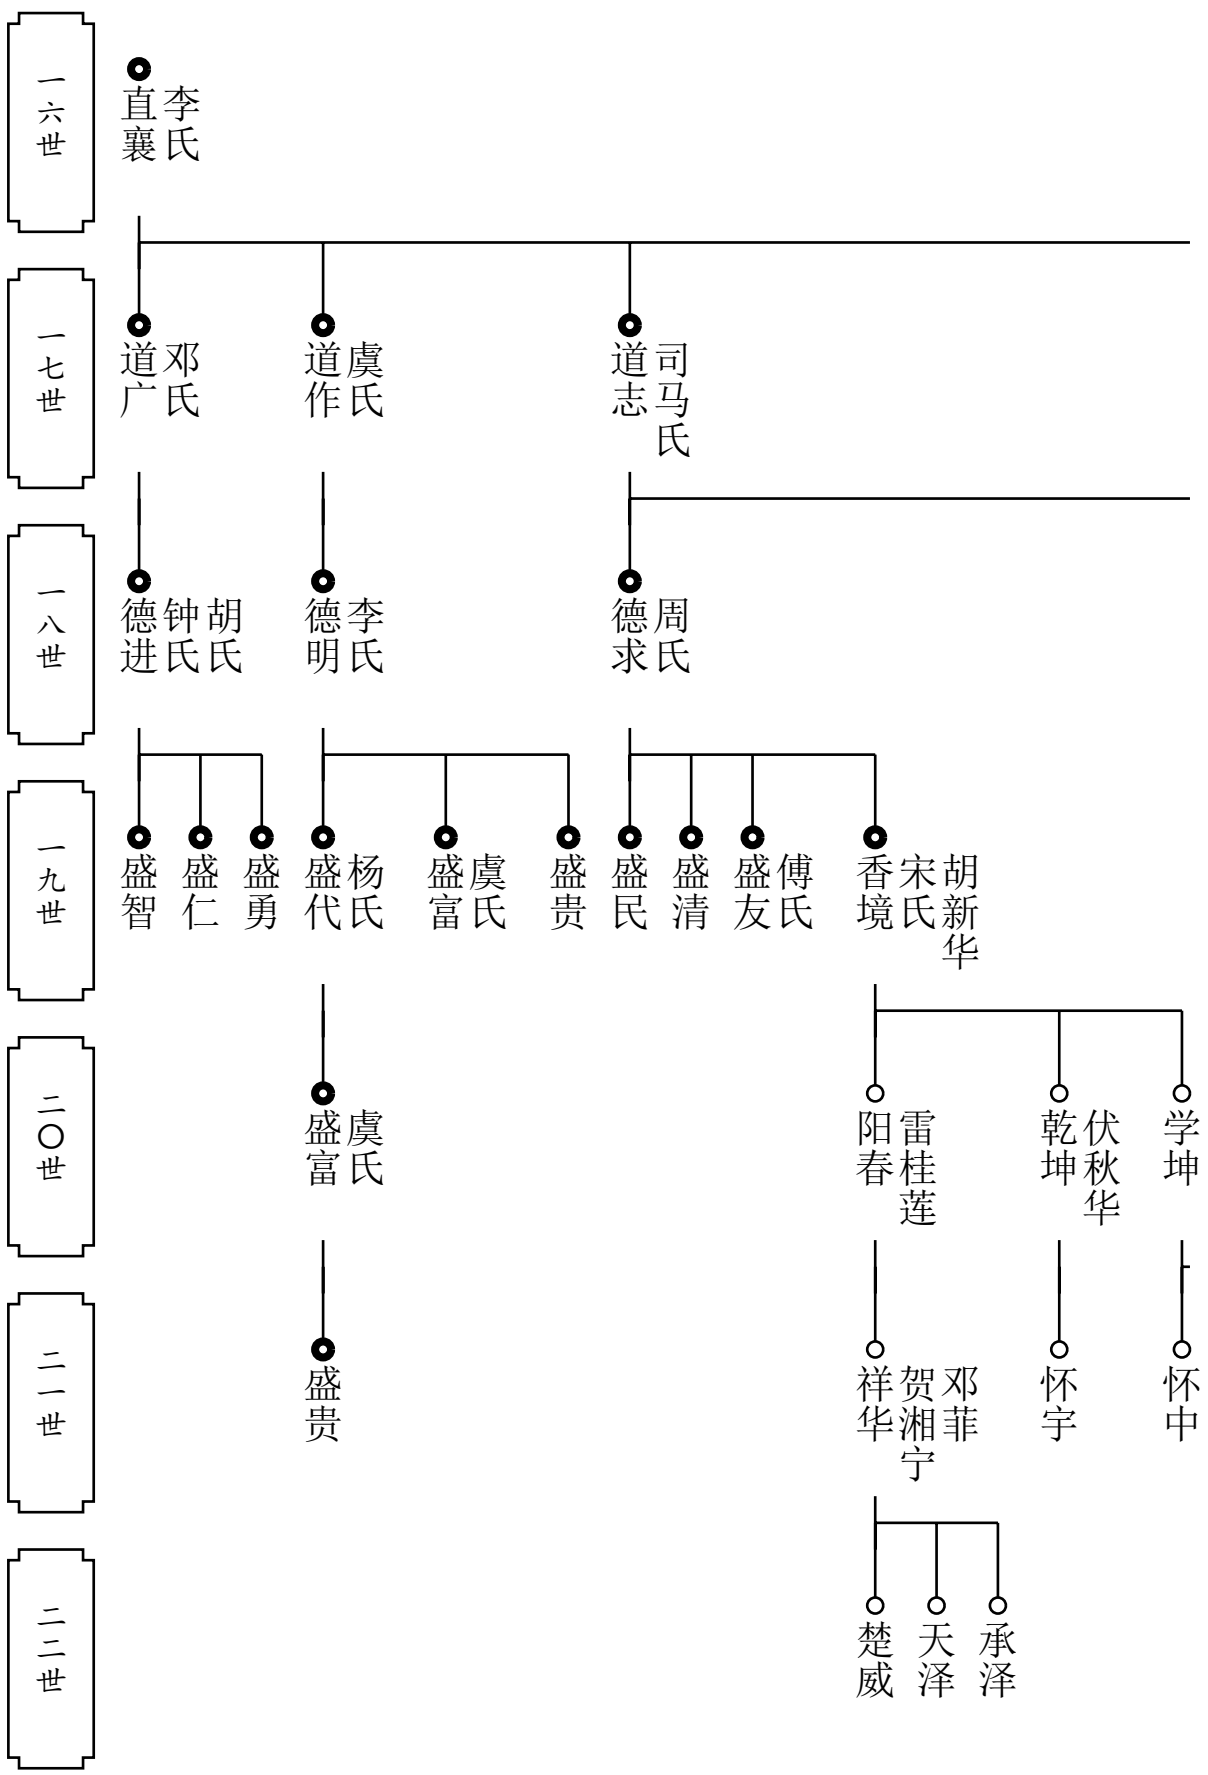 一六世
直襄
李氏
一七世
道广
邓氏
道作
虞氏
道志
司马氏
一八世
德进
钟氏
胡氏
德明
李氏
德求
周氏
一九世
盛智
盛仁
盛勇
盛代
杨氏
盛富
虞氏
盛贵
盛民
盛清
盛友
傅氏
香境
宋氏
胡新华
二〇世
盛富
虞氏
阳春
雷桂莲
乾坤
伏秋华
学坤
二一世
盛贵
祥华
贺湘宁
邓菲
怀宇
怀中
二二世
楚威
天泽
承泽